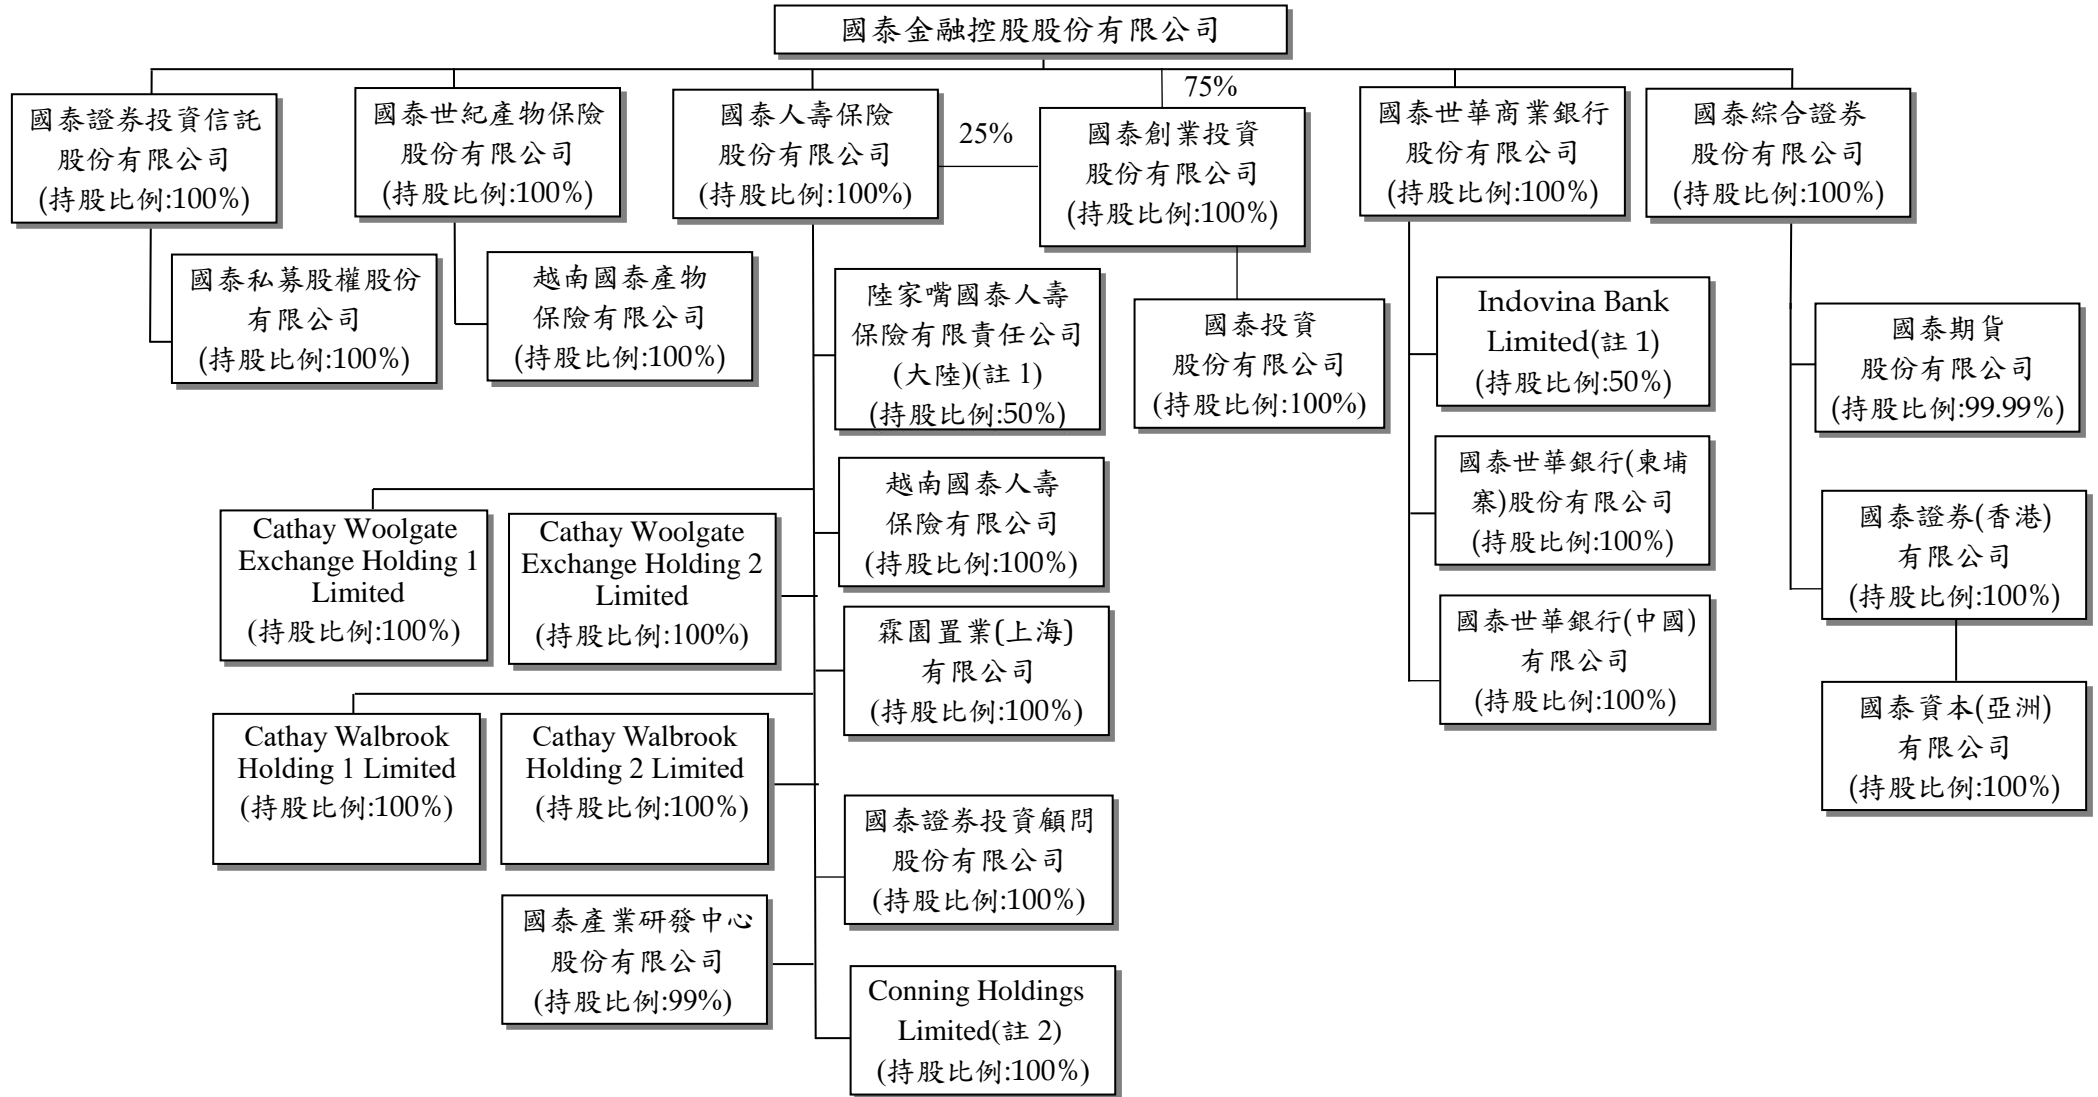 國泰金融控股股份有限公司
75%
25%
國泰證券投資信託
股份有限公司
(持股比例:100%)
國泰世紀產物保險
股份有限公司
(持股比例:100%)
國泰人壽保險
股份有限公司
(持股比例:100%)
國泰創業投資
股份有限公司
(持股比例:100%)
國泰世華商業銀行
股份有限公司
(持股比例:100%)
國泰綜合證券
股份有限公司
(持股比例:100%)
國泰私募股權股份
有限公司
(持股比例:100%)
越南國泰產物
保險有限公司
(持股比例:100%)
陸家嘴國泰人壽
保險有限責任公司
(大陸)(註 1)
(持股比例:50%)
國泰投資
股份有限公司
(持股比例:100%)
Indovina Bank
Limited(註 1)
(持股比例:50%)
國泰期貨
股份有限公司
(持股比例:99.99%)
越南國泰人壽
保險有限公司
(持股比例:100%)
國泰世華銀行(柬埔
寨)股份有限公司
(持股比例:100%)
國泰證券(香港)
有限公司
(持股比例:100%)
Cathay Woolgate
Exchange Holding 1
Limited
(持股比例:100%)
Cathay Woolgate
Exchange Holding 2
Limited
(持股比例:100%)
霖園置業(上海)
有限公司
(持股比例:100%)
國泰世華銀行(中國)
有限公司
(持股比例:100%)
國泰資本(亞洲)
有限公司
(持股比例:100%)
Cathay Walbrook
Holding 1 Limited
(持股比例:100%)
Cathay Walbrook
Holding 2 Limited
(持股比例:100%)
國泰證券投資顧問
股份有限公司
(持股比例:100%)
國泰產業研發中心
股份有限公司
(持股比例:99%)
Conning Holdings
Limited(註 2)
(持股比例:100%)